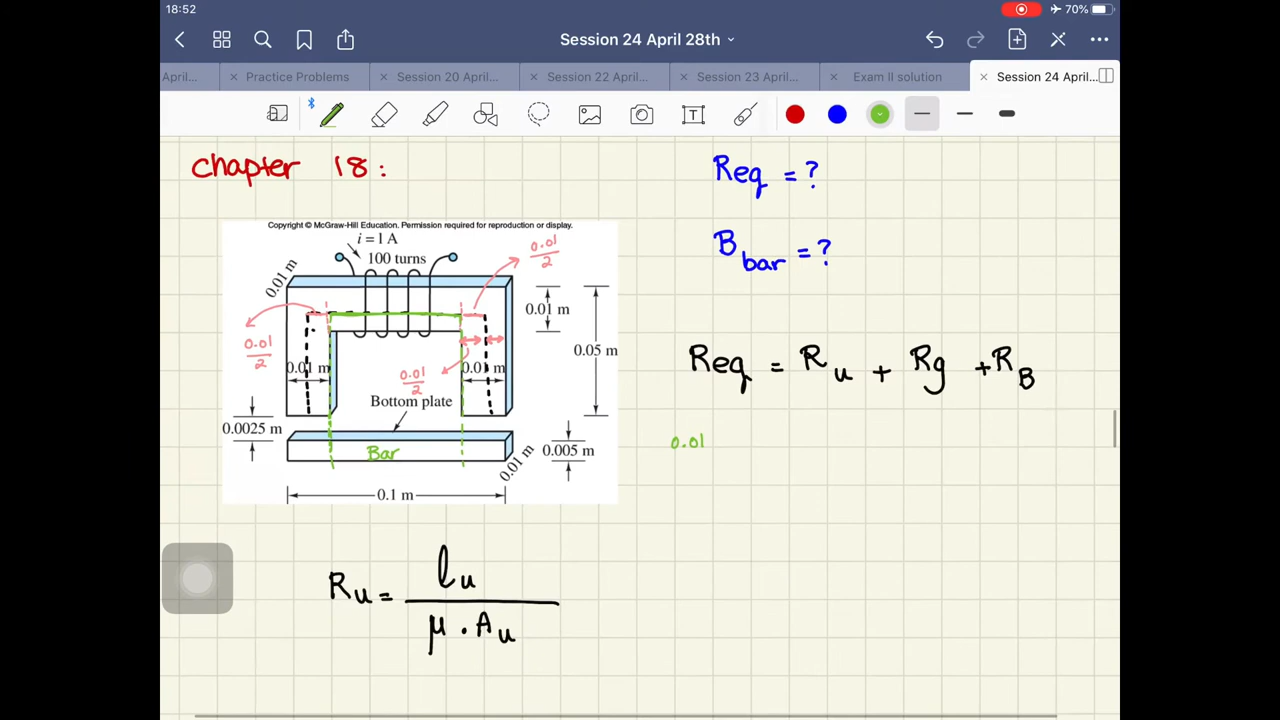 18:52
70%
Session 24 April 28th
April...
Practice Problems
Session 20 April...
Session 22 April...
Session 23 April...
Exam II solution
Session 24 April...
T
chapter 18:
Req = ?
B bar = ?
Copyright © McGraw-Hill Education. Permission required for reproduction or display.
i = 1 A
100 turns
0.01 m
0.01/2
0.01 m
0.05 m
0.01/2
0.01 m
0.01/2
0.01 m
Bottom plate
0.0025 m
Bar
0.01 m
0.005 m
0.1 m
Req = Ru + Rg + RB
0.01
Ru = lu / μ . Au